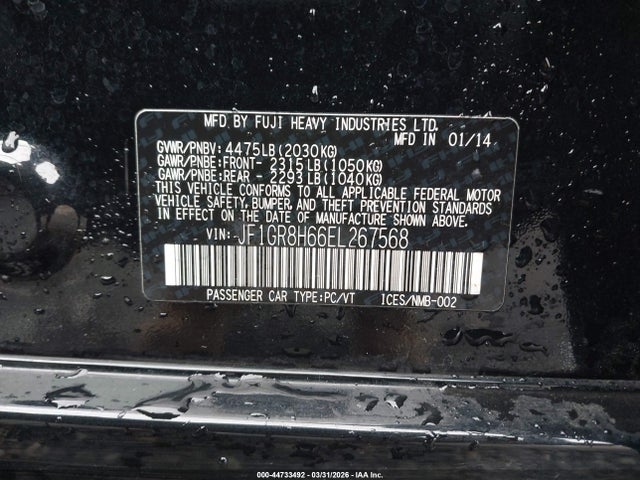 MFD. BY FUJI HEAVY INDUSTRIES LTD.
MFD IN 01/14
GVWR/PNBV: 4475LB(2030KG)
GAWR/PNBE:FRONT- 2315LB(1050KG)
GAWR/PNBE:REAR - 2293LB(1040KG)
THIS VEHICLE CONFORMS TO ALL APPLICABLE FEDERAL MOTOR
VEHICLE SAFETY, BUMPER, AND THEFT PREVENTION STANDARDS
IN EFFECT ON THE DATE OF MANUFACTURE SHOWN ABOVE.
VIN: JF1GR8H66EL267568
PASSENGER CAR TYPE:PC/VT ICES/NMB-002
000-44733492 - 03/31/2026 - IAA Inc.